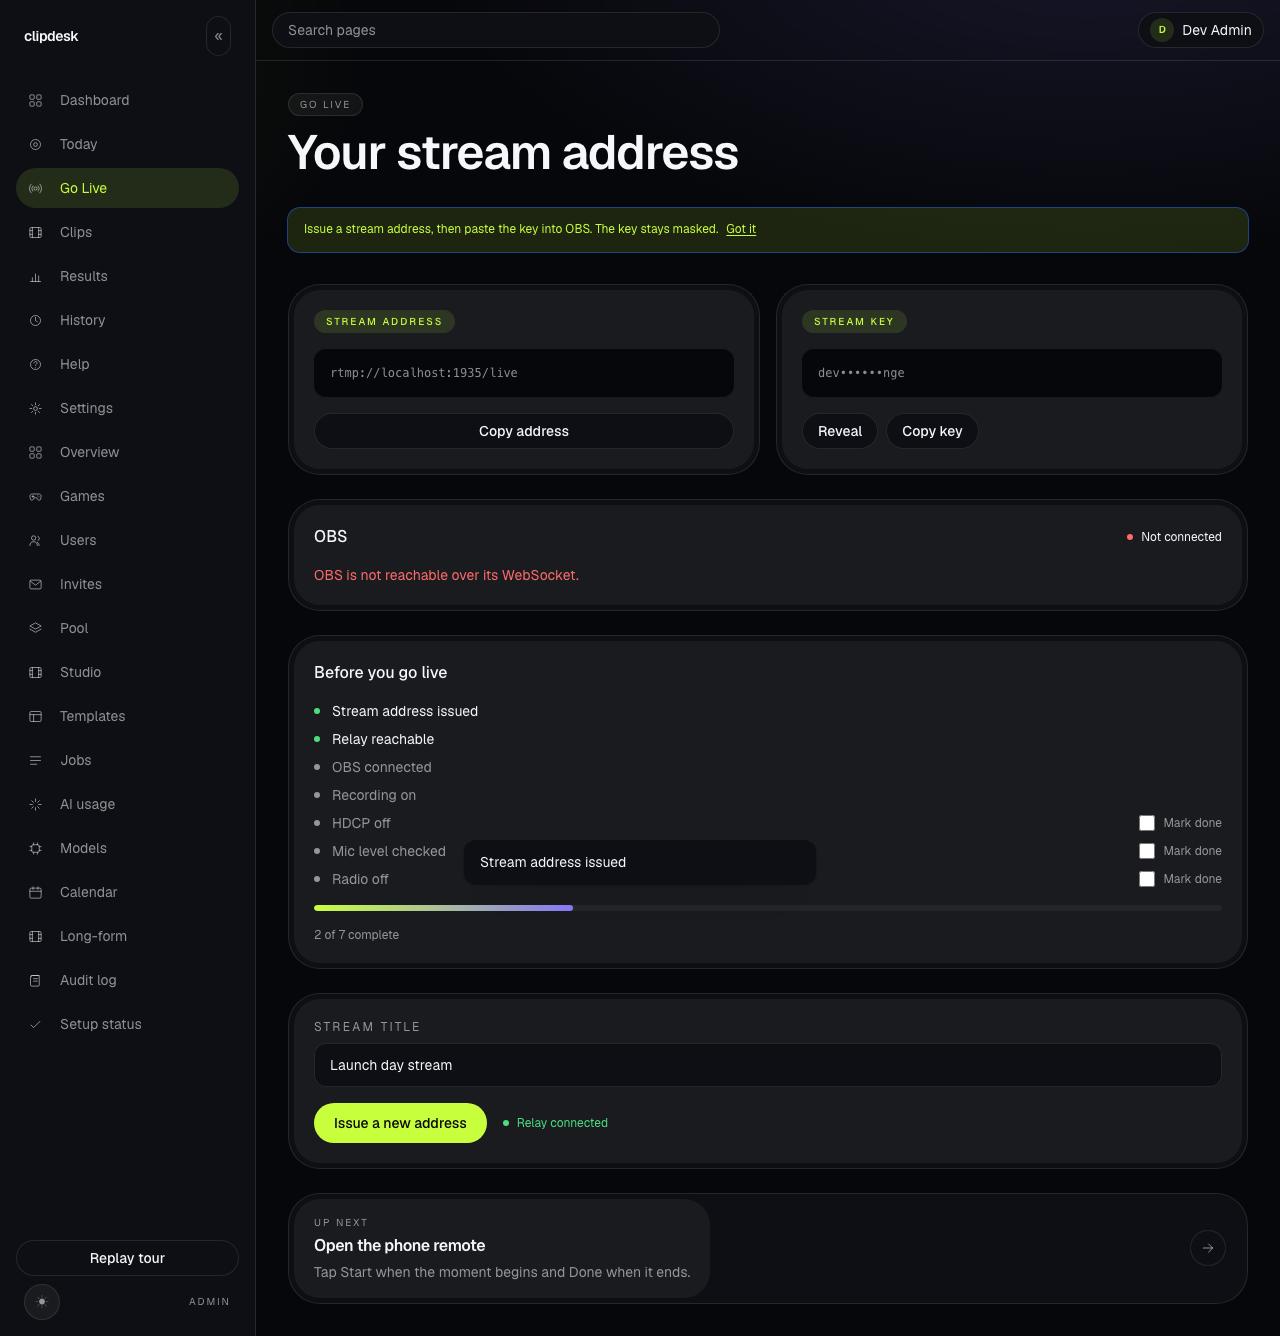 clipdesk
«
Search pages
D
Dev Admin
Dashboard
Today
Go Live
Clips
Results
History
Help
Settings
Overview
Games
Users
Invites
Pool
Studio
Templates
Jobs
AI usage
Models
Calendar
Long-form
Audit log
Setup status
Replay tour
ADMIN
GO LIVE
Your stream address
Issue a stream address, then paste the key into OBS. The key stays masked. Got it
STREAM ADDRESS
rtmp://localhost:1935/live
Copy address
STREAM KEY
dev••••••nge
Reveal
Copy key
OBS
Not connected
OBS is not reachable over its WebSocket.
Before you go live
Stream address issued
Relay reachable
OBS connected
Recording on
HDCP off
Mark done
Mic level checked
Mark done
Stream address issued
Radio off
Mark done
2 of 7 complete
STREAM TITLE
Launch day stream
Issue a new address
Relay connected
UP NEXT
Open the phone remote
Tap Start when the moment begins and Done when it ends.